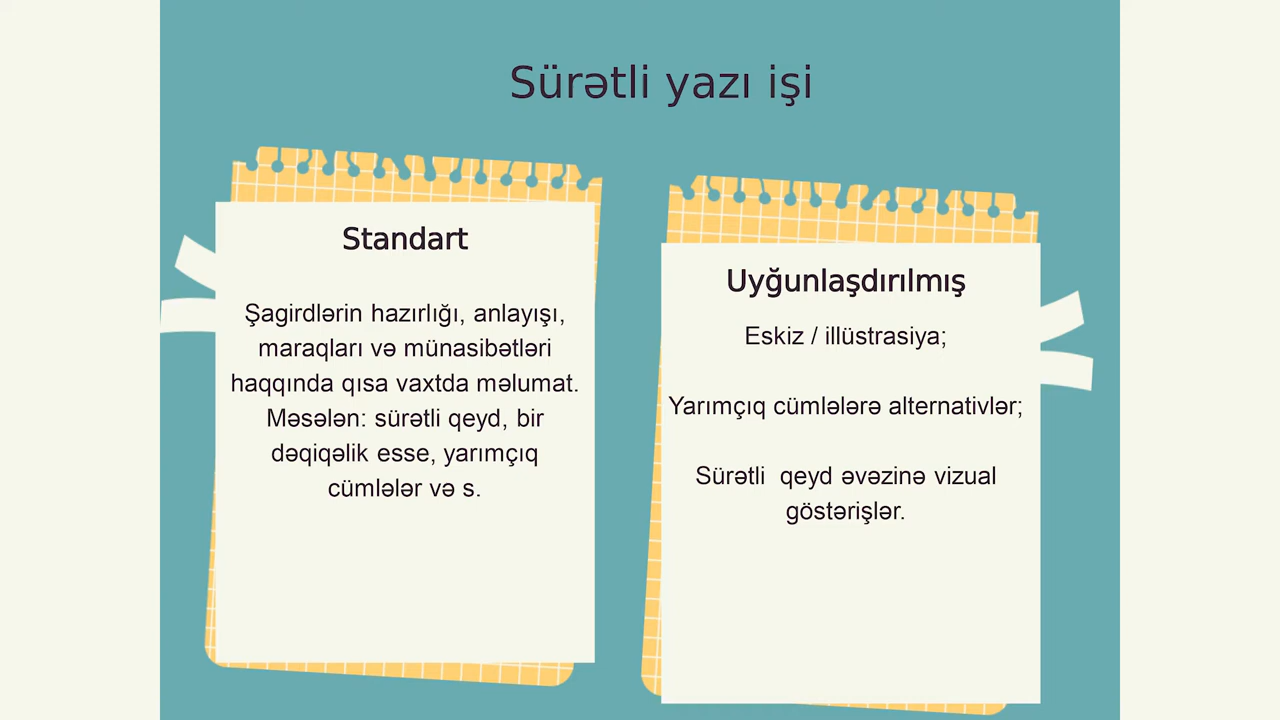 Sürətli yazı işi
Standart
Şagirdlərin hazırlığı, anlayışı,
maraqları və münasibətləri
haqqında qısa vaxtda məlumat.
Məsələn: sürətli qeyd, bir
dəqiqəlik esse, yarımçıq
cümlələr və s.
Uyğunlaşdırılmış
Eskiz / illüstrasiya;
Yarımçıq cümlələrə alternativlər;
Sürətli  qeyd əvəzinə vizual
göstərişlər.